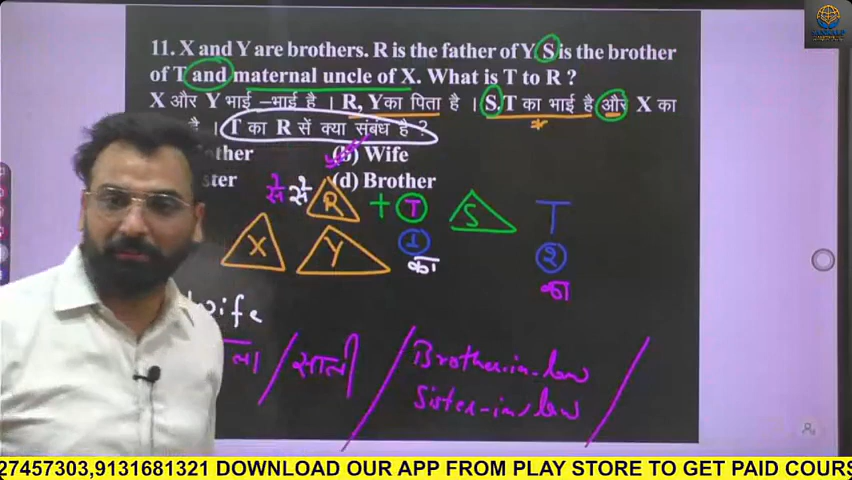 11. X and Y are brothers. R is the father of Y. S is the brother
of T and maternal uncle of X. What is T to R ?
X और Y भाई –भाई है । R, Y का पिता है । S, T का भाई है और X का
है । T का R सें क्या संबंध है ?
(b) Wife
(d) Brother
से से R + T S T
X Y 1 2
का का
wife
साली
Brother-in-law
Sister-in-law
27457303,9131681321 DOWNLOAD OUR APP FROM PLAY STORE TO GET PAID COURS